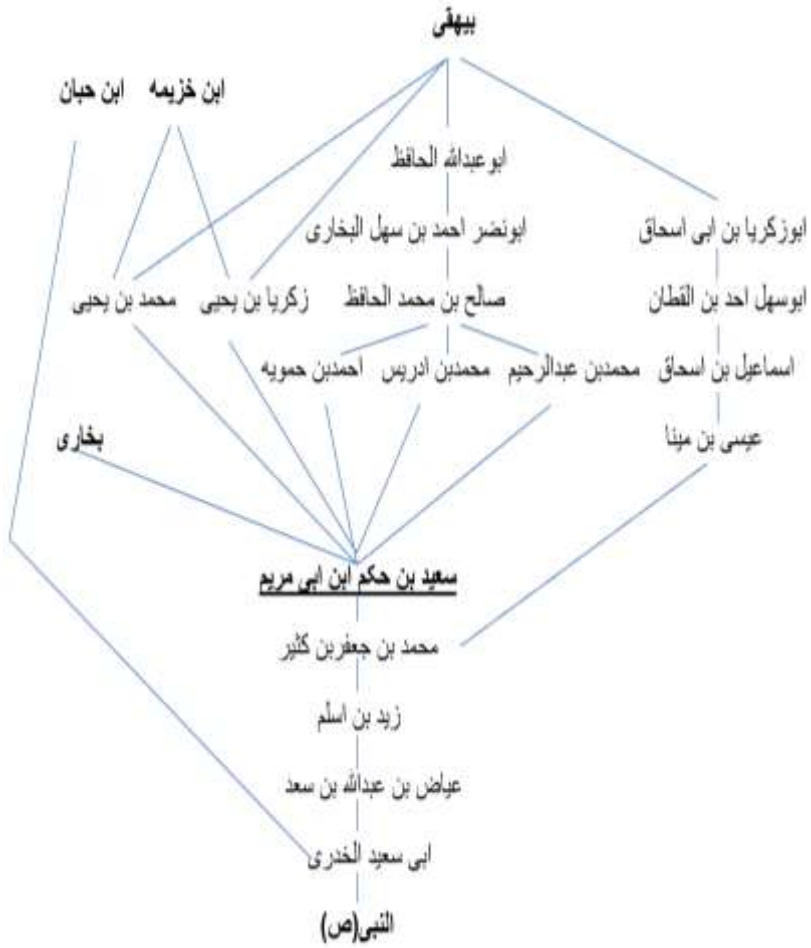 بیهقی
ابن خزیمه
ابن حبان
ابوعبدالله الحافظ
ابوزکریا بن ابی اسحاق
ابونضر احمد بن سهل البخاری
ابوسهل احد بن القطان
صالح بن محمد الحافظ
زکریا بن یحیی
محمد بن یحیی
اسماعیل بن اسحاق
محمدبن عبدالرحیم
محمدبن ادریس
احمدبن حمویه
عیسی بن مینا
بخاری
سعید بن حکم ابن ابی مریم
محمد بن جعفربن کثیر
زید بن اسلم
عیاض بن عبدالله بن سعد
ابی سعید الخدری
النبی(ص)